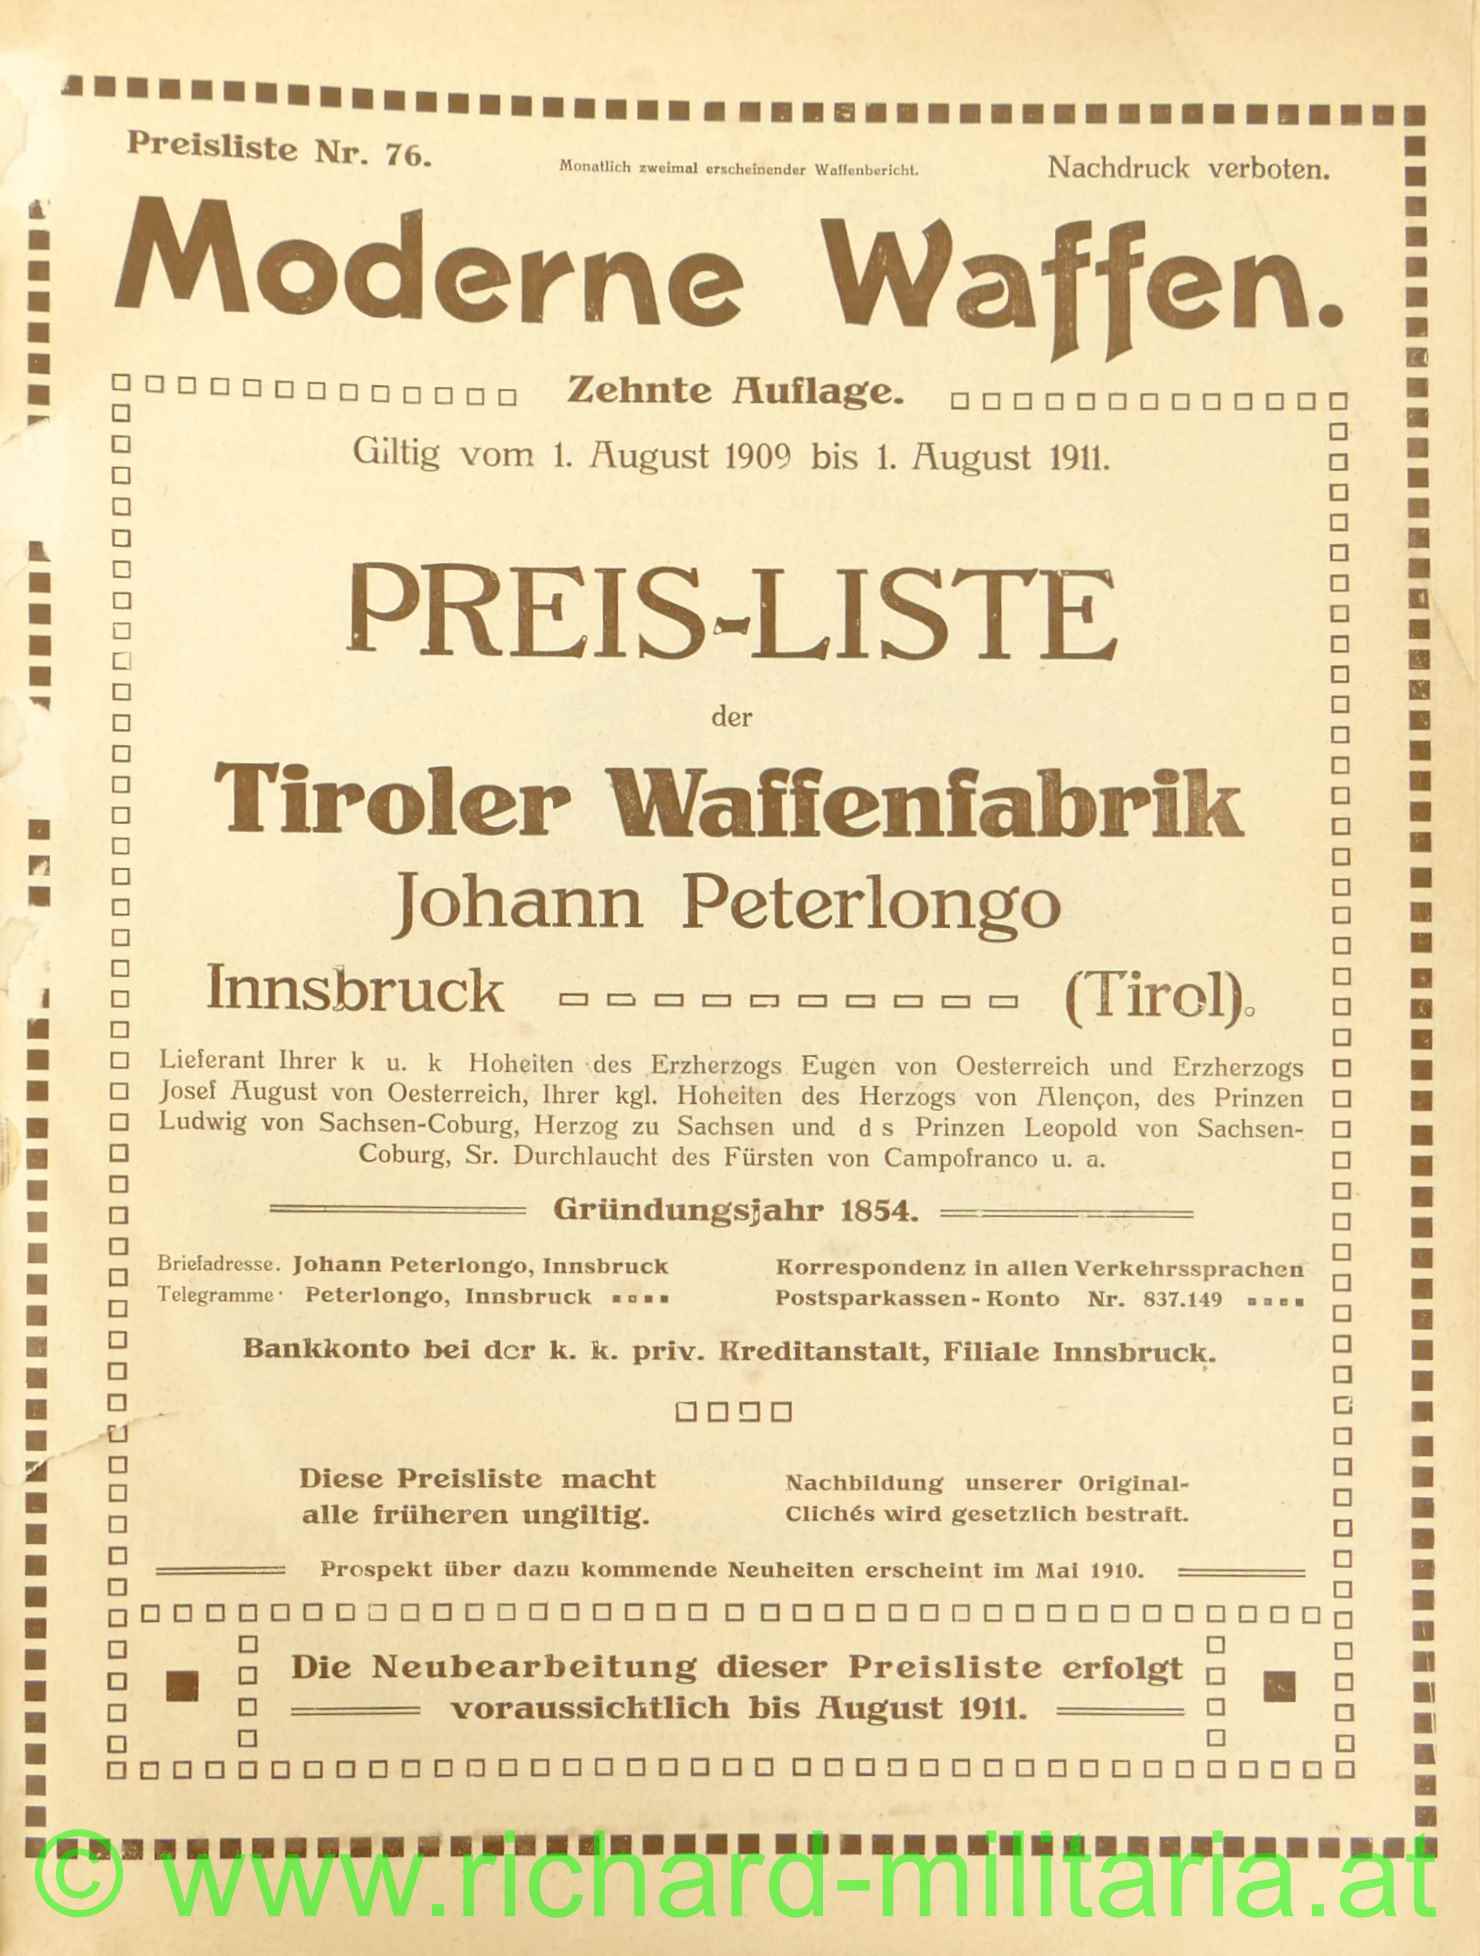 Preisliste Nr. 76.
Monatlich zweimal erscheinender Waffenbericht.
Nachdruck verboten.
Moderne Waffen.
Zehnte Auflage.
Giltig vom 1. August 1909 bis 1. August 1911.
PREIS-LISTE
der
Tiroler Waffenfabrik
Johann Peterlongo
Innsbruck (Tirol).
Lieferant Ihrer k u. k Hoheiten des Erzherzogs Eugen von Oesterreich und Erzherzogs
Josef August von Oesterreich, Ihrer kgl. Hoheiten des Herzogs von Alençon, des Prinzen
Ludwig von Sachsen-Coburg, Herzog zu Sachsen und d s Prinzen Leopold von Sachsen-
Coburg, Sr. Durchlaucht des Fürsten von Campofranco u. a.
Gründungsjahr 1854.
Briefadresse. Johann Peterlongo, Innsbruck
Telegramme: Peterlongo, Innsbruck
Korrespondenz in allen Verkehrssprachen
Postsparkassen-Konto Nr. 837.149
Bankkonto bei der k. k. priv. Kreditanstalt, Filiale Innsbruck.
Diese Preisliste macht
alle früheren ungiltig.
Nachbildung unserer Original-
Clichés wird gesetzlich bestraft.
Prospekt über dazu kommende Neuheiten erscheint im Mai 1910.
Die Neubearbeitung dieser Preisliste erfolgt
voraussichtlich bis August 1911.
© www.richard-militaria.at